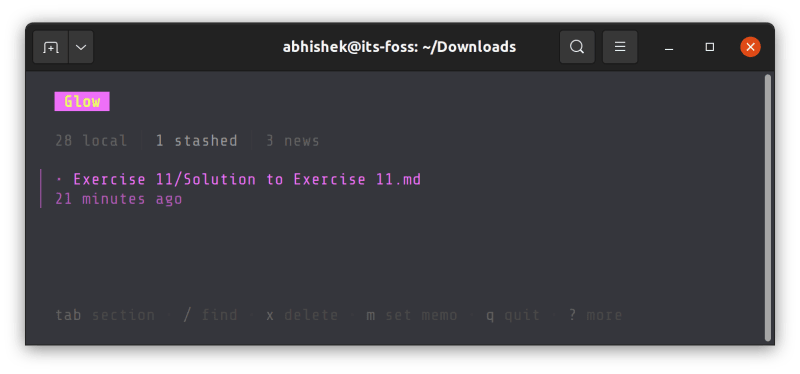 abhishek@its-foss: ~/Downloads
Glow
28 local | 1 stashed | 3 news
• Exercise 11/Solution to Exercise 11.md
21 minutes ago
tab section • / find • x delete • m set memo • q quit • ? more